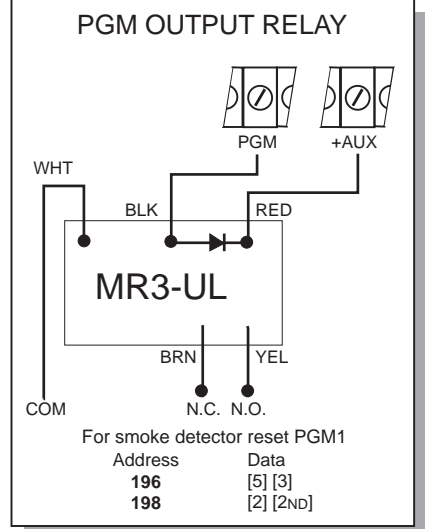 PGM OUTPUT RELAY
PGM +AUX
WHT
BLK RED
MR3-UL
BRN YEL
COM N.C. N.O.
For smoke detector reset PGM1
Address Data
196 [5] [3]
198 [2] [2ND]